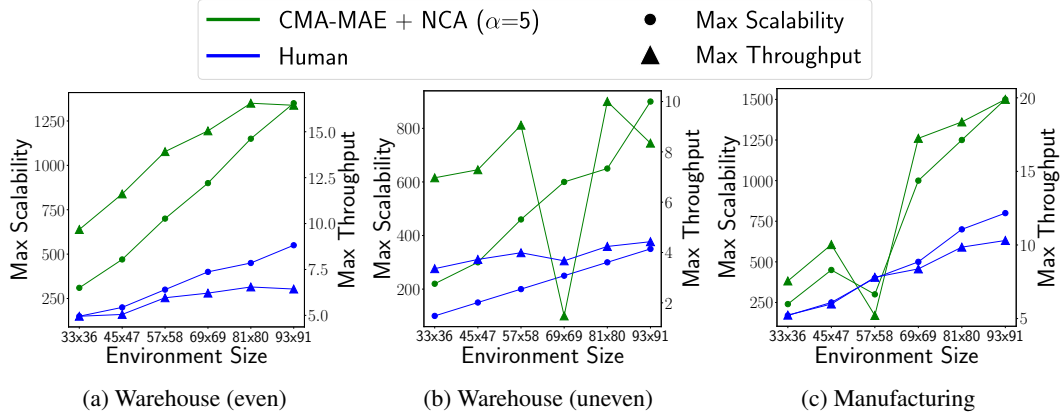 CMA-MAE + NCA (α=5)
Human
Max Scalability
Max Throughput
Max Scalability
1250
1000
750
500
250
15.0
12.5
10.0
7.5
5.0
Max Throughput
33x36 45x47 57x58 69x69 81x80 93x91
Environment Size
(a) Warehouse (even)
Max Scalability
800
600
400
200
10
8
6
4
2
Max Throughput
33x36 45x47 57x58 69x69 81x80 93x91
Environment Size
(b) Warehouse (uneven)
Max Scalability
1500
1250
1000
750
500
250
20
15
10
5
Max Throughput
33x36 45x47 57x58 69x69 81x80 93x91
Environment Size
(c) Manufacturing